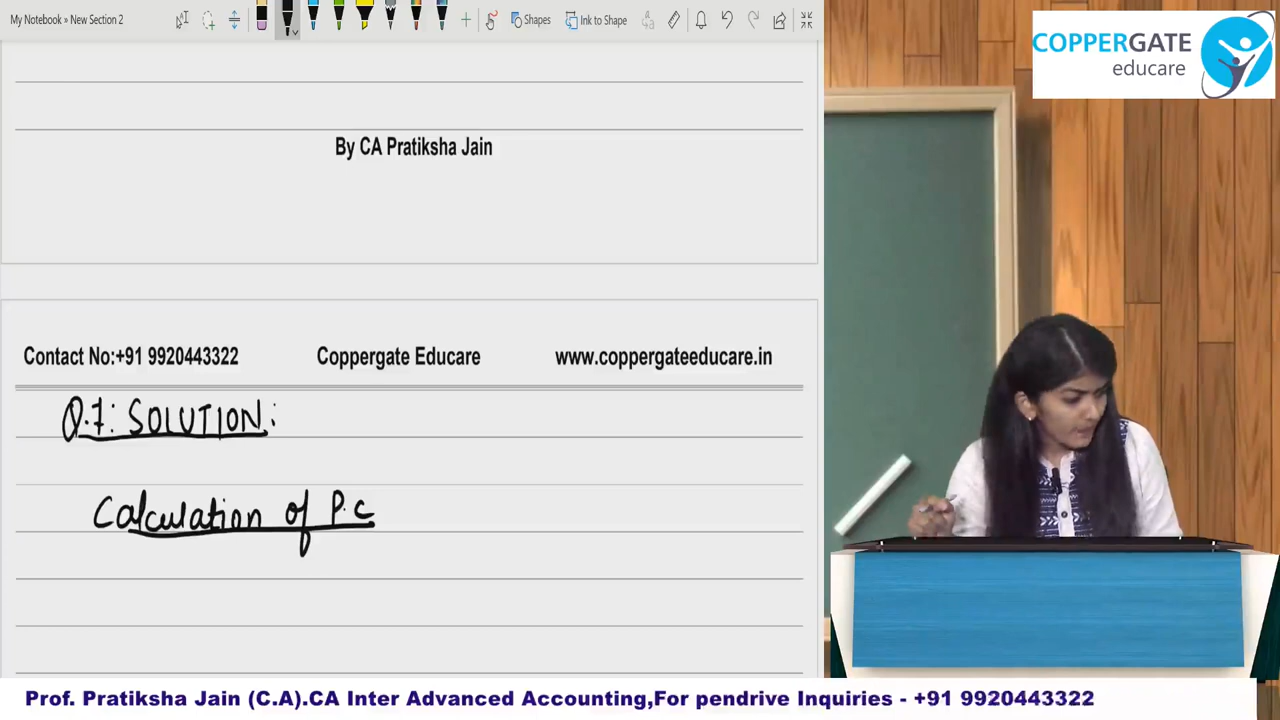 My Notebook » New Section 2
Shapes
Ink to Shape
COPPERGATE
educare
By CA Pratiksha Jain
Contact No:+91 9920443322
Coppergate Educare
www.coppergateeducare.in
Q.7: SOLUTION:
Calculation of P.C
Prof. Pratiksha Jain (C.A).CA Inter Advanced Accounting,For pendrive Inquiries - +91 9920443322